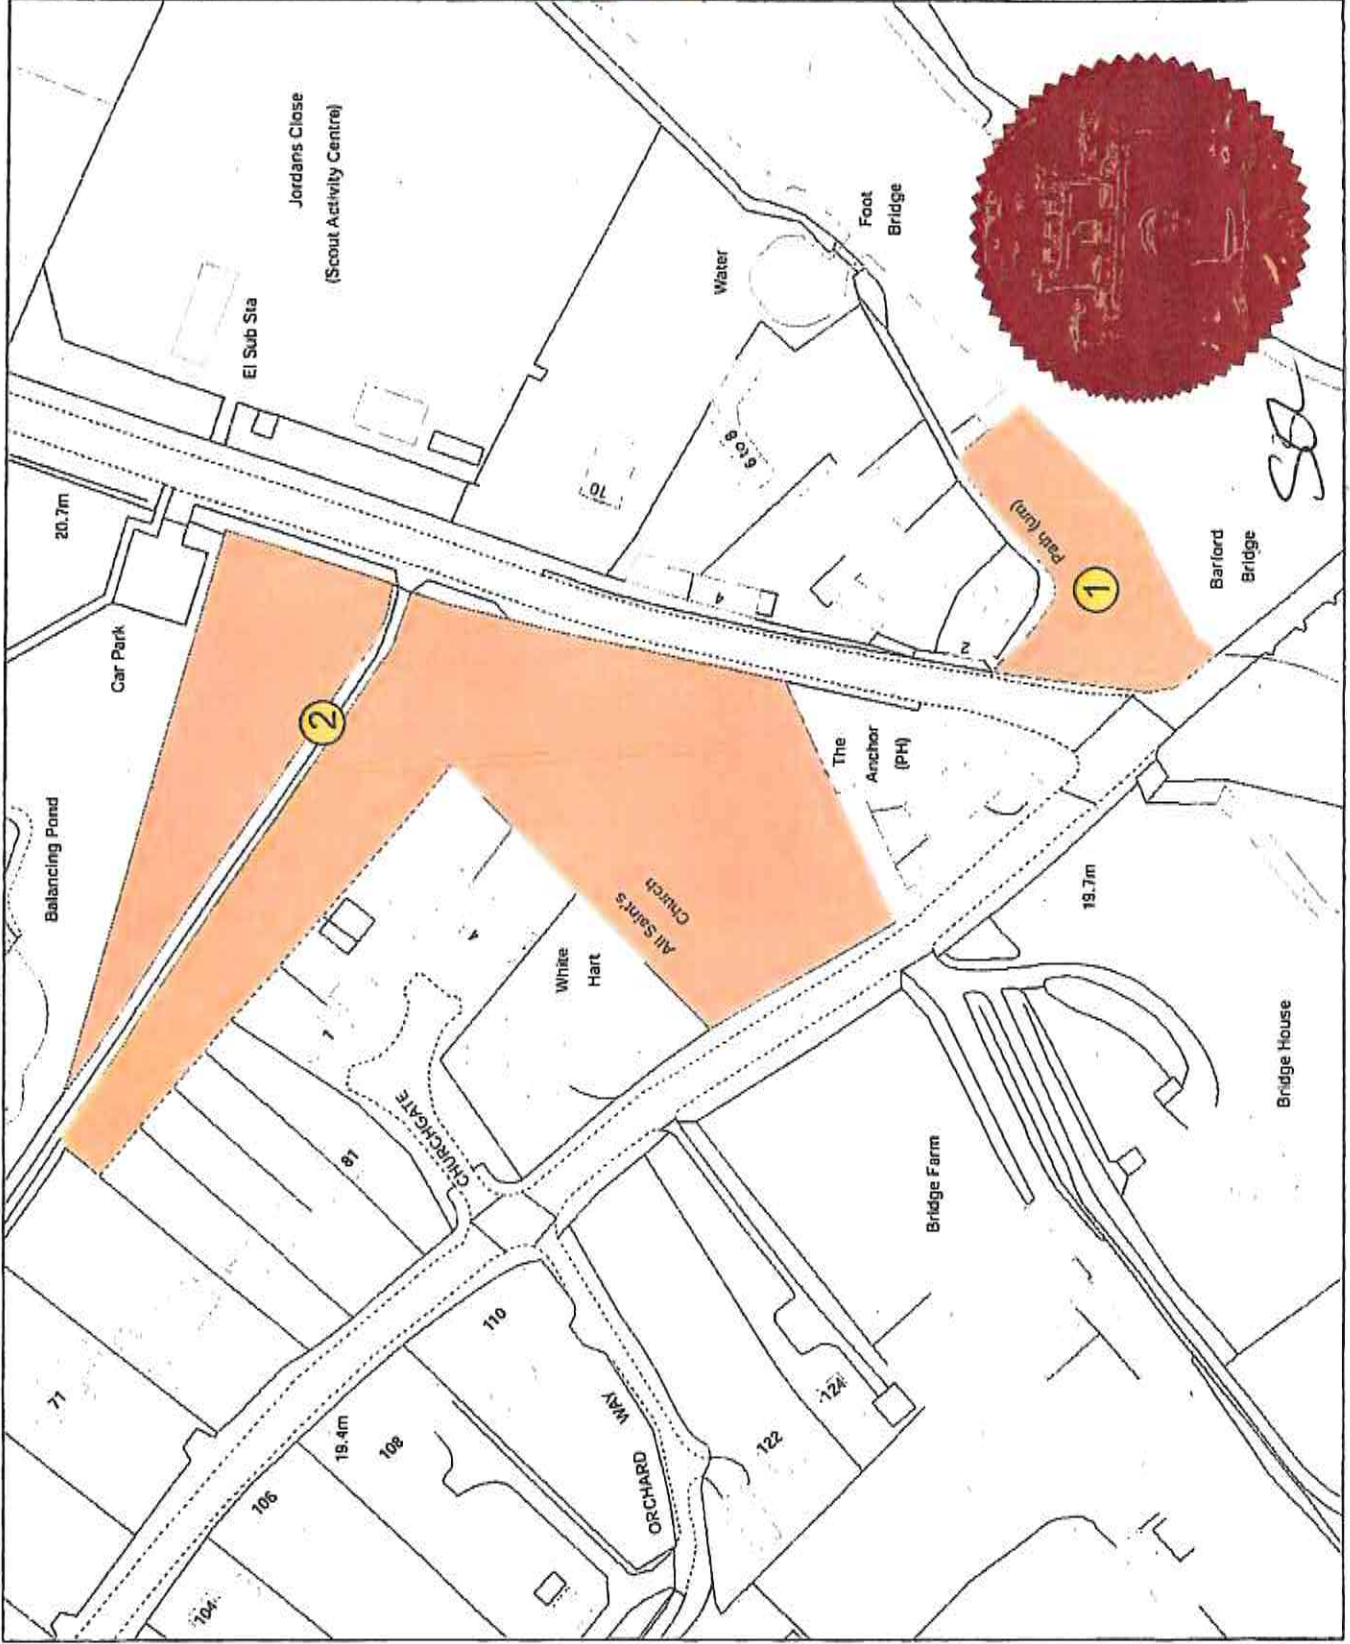 71
104
106
19.4m
108
110
ORCHARD
WAY
122
124
81
CHURCHGATE
1
4
White
Hart
All Saint's
Church
Balancing Pond
Car Park
20.7m
2
The
Anchor
(PH)
19.7m
Bridge Farm
Bridge House
El Sub Sta
Jordans Close
(Scout Activity Centre)
10
6 to 8
4
2
Water
Foot
Bridge
Path (um)
1
Barford
Bridge